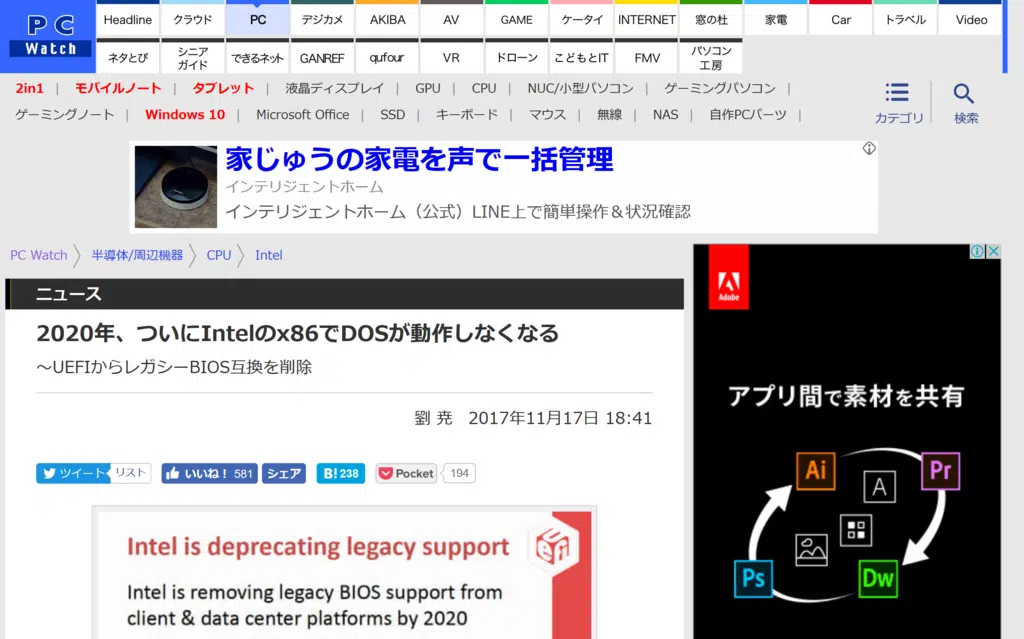 PC Watch
Headline
クラウド
PC
デジカメ
AKIBA
AV
GAME
ケータイ
INTERNET
窓の杜
家電
Car
トラベル
Video
ネタとぴ
シニアガイド
できるネット
GANREF
qufour
VR
ドローン
こどもとIT
FMV
パソコン工房
2in1 | モバイルノート | タブレット | 液晶ディスプレイ | GPU | CPU | NUC/小型パソコン | ゲーミングパソコン |
ゲーミングノート | Windows 10 | Microsoft Office | SSD | キーボード | マウス | 無線 | NAS | 自作PCパーツ |
カテゴリ
検索
家じゅうの家電を声で一括管理
インテリジェントホーム
インテリジェントホーム（公式）LINE上で簡単操作＆状況確認
PC Watch 半導体/周辺機器 CPU Intel
ニュース
2020年、ついにIntelのx86でDOSが動作しなくなる
～UEFIからレガシーBIOS互換を削除
劉 尭 2017年11月17日 18:41
ツイート リスト いいね！ 581 シェア B! 238 Pocket 194
Intel is deprecating legacy support
UEFI
Intel is removing legacy BIOS support from
client & data center platforms by 2020
Adobe
アプリ間で素材を共有
Ai
Pr
A
Ps
Dw